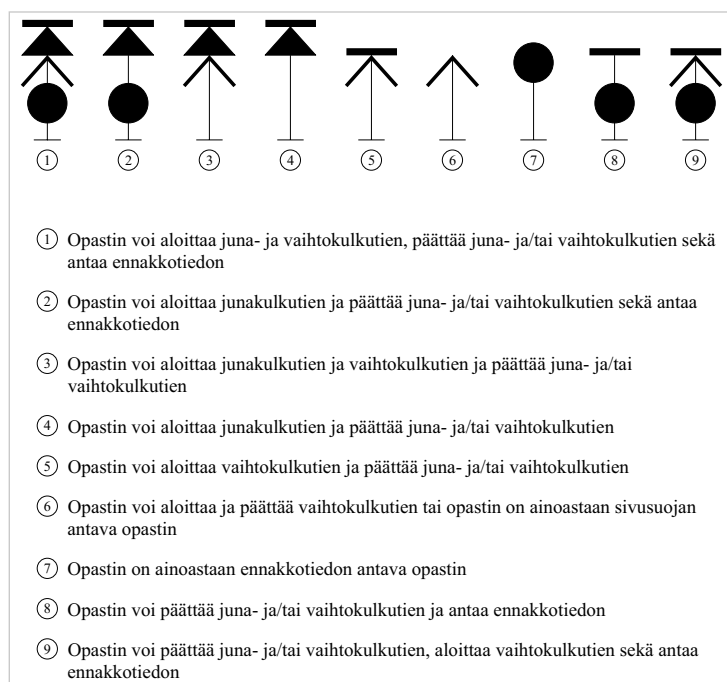 1 2 3 4 5 6 7 8 9
1 Opastin voi aloittaa juna- ja vaihtokulkutien, päättää juna- ja/tai vaihtokulkutien sekä
antaa ennakkotiedon
2 Opastin voi aloittaa junakulkutien ja päättää juna- ja/tai vaihtokulkutien sekä antaa
ennakkotiedon
3 Opastin voi aloittaa junakulkutien ja vaihtokulkutien ja päättää juna- ja/tai
vaihtokulkutien
4 Opastin voi aloittaa junakulkutien ja päättää juna- ja/tai vaihtokulkutien
5 Opastin voi aloittaa vaihtokulkutien ja päättää juna- ja/tai vaihtokulkutien
6 Opastin voi aloittaa ja päättää vaihtokulkutien tai opastin on ainoastaan sivusuojan
antava opastin
7 Opastin on ainoastaan ennakkotiedon antava opastin
8 Opastin voi päättää juna- ja/tai vaihtokulkutien ja antaa ennakkotiedon
9 Opastin voi päättää juna- ja/tai vaihtokulkutien, aloittaa vaihtokulkutien sekä antaa
ennakkotiedon